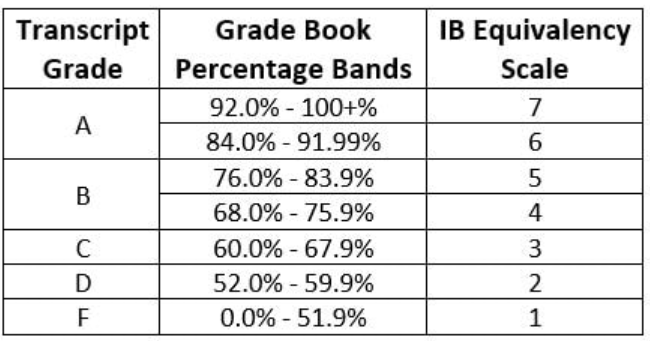 Transcript Grade Book IB Equivalency
Grade Percentage Bands Scale
A 92.0% - 100+% 7
84.0% - 91.99% 6
B 76.0% - 83.9% 5
68.0% - 75.9% 4
C 60.0% - 67.9% 3
D 52.0% - 59.9% 2
F 0.0% - 51.9% 1